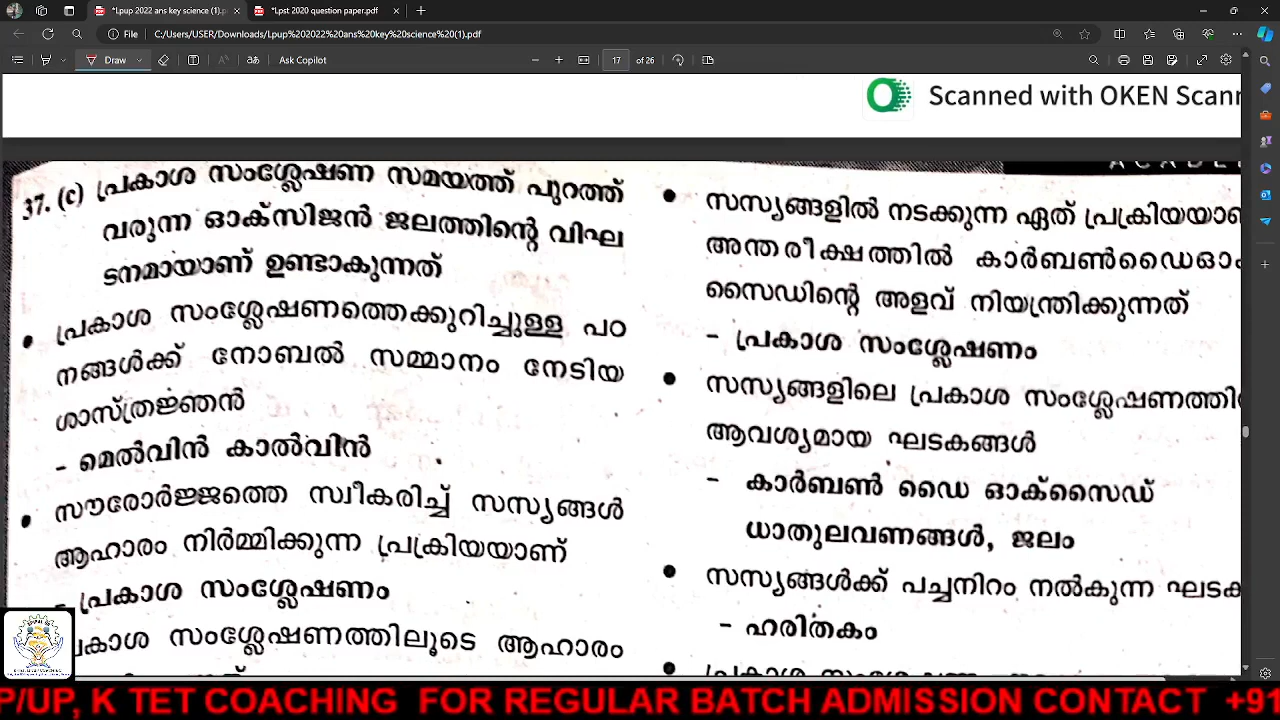 *Lpup 2022 ans key science (1).p
*Lpst 2020 question paper.pdf
File
C:/Users/USER/Downloads/Lpup%202022%20ans%20key%20science%20(1).pdf
Draw
Ask Copilot
17 of 26
Scanned with OKEN Scann
37. (c) പ്രകാശ സംശ്ലേഷണ സമയത്ത് പുറത്ത്
വരുന്ന ഓക്സിജൻ ജലത്തിന്റെ വിഘ
ടനമായാണ് ഉണ്ടാകുന്നത്
• പ്രകാശ സംശ്ലേഷണത്തെക്കുറിച്ചുള്ള പഠ
നങ്ങൾക്ക് നോബൽ സമ്മാനം നേടിയ
ശാസ്ത്രജ്ഞൻ
- മെൽവിൻ കാൽവിൻ
• സൗരോർജ്ജത്തെ സ്വീകരിച്ച് സസ്യങ്ങൾ
ആഹാരം നിർമ്മിക്കുന്ന പ്രക്രിയയാണ്
- പ്രകാശ സംശ്ലേഷണം
കാശ സംശ്ലേഷണത്തിലൂടെ ആഹാരം
• സസ്യങ്ങളിൽ നടക്കുന്ന ഏത് പ്രക്രിയയാണ്
അന്തരീക്ഷത്തിൽ കാർബൺഡൈഓക്
സൈഡിന്റെ അളവ് നിയന്ത്രിക്കുന്നത്
- പ്രകാശ സംശ്ലേഷണം
• സസ്യങ്ങളിലെ പ്രകാശ സംശ്ലേഷണത്തി
ആവശ്യമായ ഘടകങ്ങൾ
- കാർബൺ ഡൈ ഓക്സൈഡ്
ധാതുലവണങ്ങൾ, ജലം
• സസ്യങ്ങൾക്ക് പച്ചനിറം നൽകുന്ന ഘടക
- ഹരിതകം
P/UP, K TET COACHING FOR REGULAR BATCH ADMISSION CONTACT +91